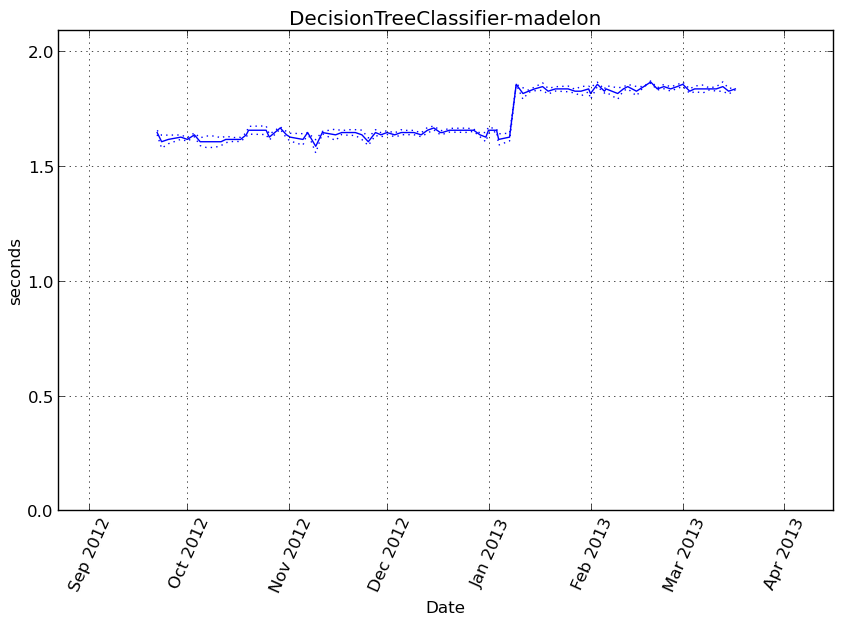 DecisionTreeClassifier-madelon
2.0
1.5
1.0
0.5
0.0
seconds
Sep 2012
Oct 2012
Nov 2012
Dec 2012
Jan 2013
Feb 2013
Mar 2013
Apr 2013
Date